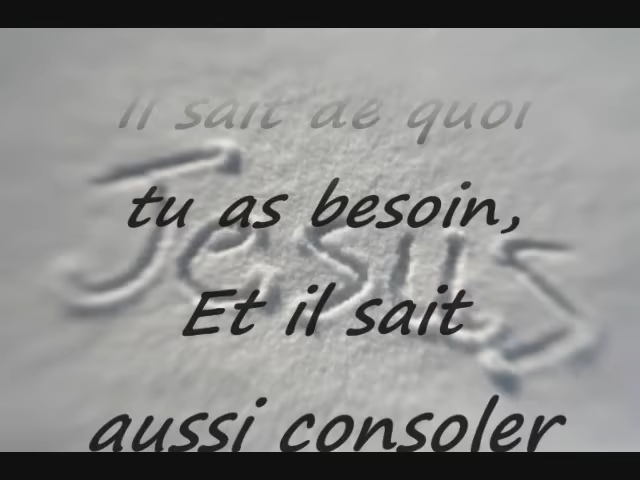 Il sait de quoi
tu as besoin,
Jesus
Et il sait
aussi consoler